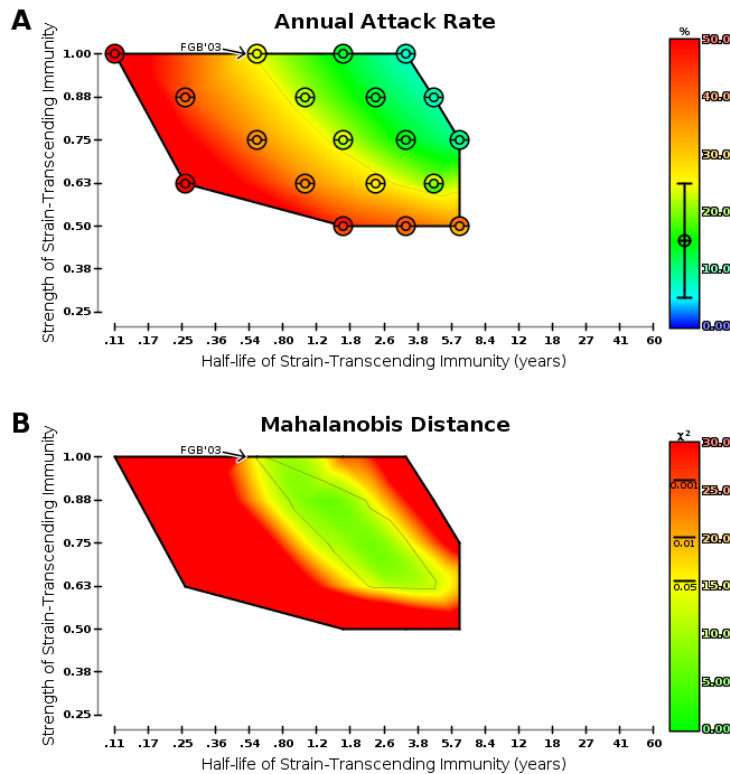 A
Annual Attack Rate
Strength of Strain-Transcending Immunity
1.00
0.88
0.75
0.63
0.50
0.38
0.25
FGB'03
.11 .17 .25 .36 .54 .80 1.2 1.8 2.6 3.8 5.7 8.4 12 18 27 41 60
Half-life of Strain-Transcending Immunity (years)
%
50.0
40.0
30.0
20.0
10.0
0.00
B
Mahalanobis Distance
Strength of Strain-Transcending Immunity
1.00
0.88
0.75
0.63
0.50
0.38
0.25
FGB'03
.11 .17 .25 .36 .54 .80 1.2 1.8 2.6 3.8 5.7 8.4 12 18 27 41 60
Half-life of Strain-Transcending Immunity (years)
χ²
30.0
0.001
25.0
20.0
0.01
15.0
0.05
10.0
5.00
0.00